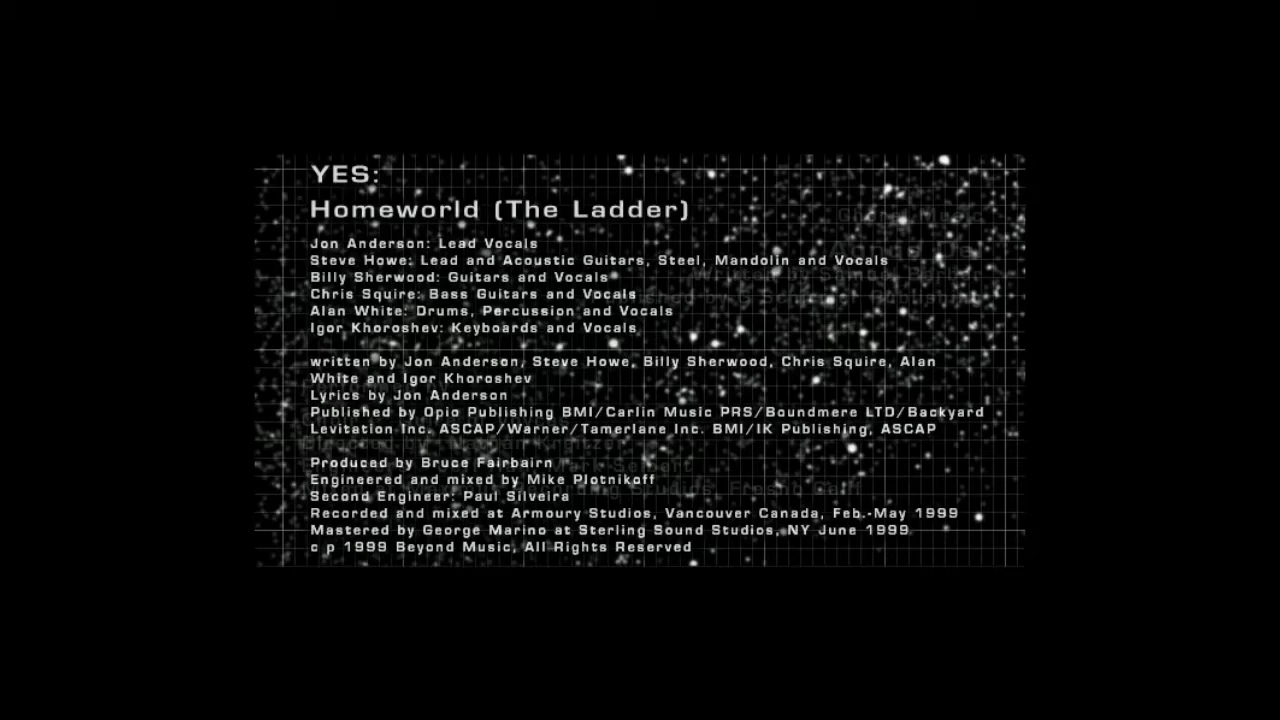 YES:
Homeworld (The Ladder)
Jon Anderson: Lead Vocals
Steve Howe: Lead and Acoustic Guitars, Steel, Mandolin and Vocals
Billy Sherwood: Guitars and Vocals
Chris Squire: Bass Guitars and Vocals
Alan White: Drums, Percussion and Vocals
Igor Khoroshev: Keyboards and Vocals
written by Jon Anderson, Steve Howe, Billy Sherwood, Chris Squire, Alan
White and Igor Khoroshev
Lyrics by Jon Anderson
Published by Opio Publishing BMI/Carlin Music PRS/Boundmere LTD/Backyard
Levitation Inc. ASCAP/Warner/Tamerlane Inc. BMI/IK Publishing, ASCAP
Produced by Bruce Fairbairn
Engineered and mixed by Mike Plotnikoff
Second Engineer: Paul Silveira
Recorded and mixed at Armoury Studios, Vancouver Canada, Feb.-May 1999
Mastered by George Marino at Sterling Sound Studios, NY June 1999
c p 1999 Beyond Music, All Rights Reserved